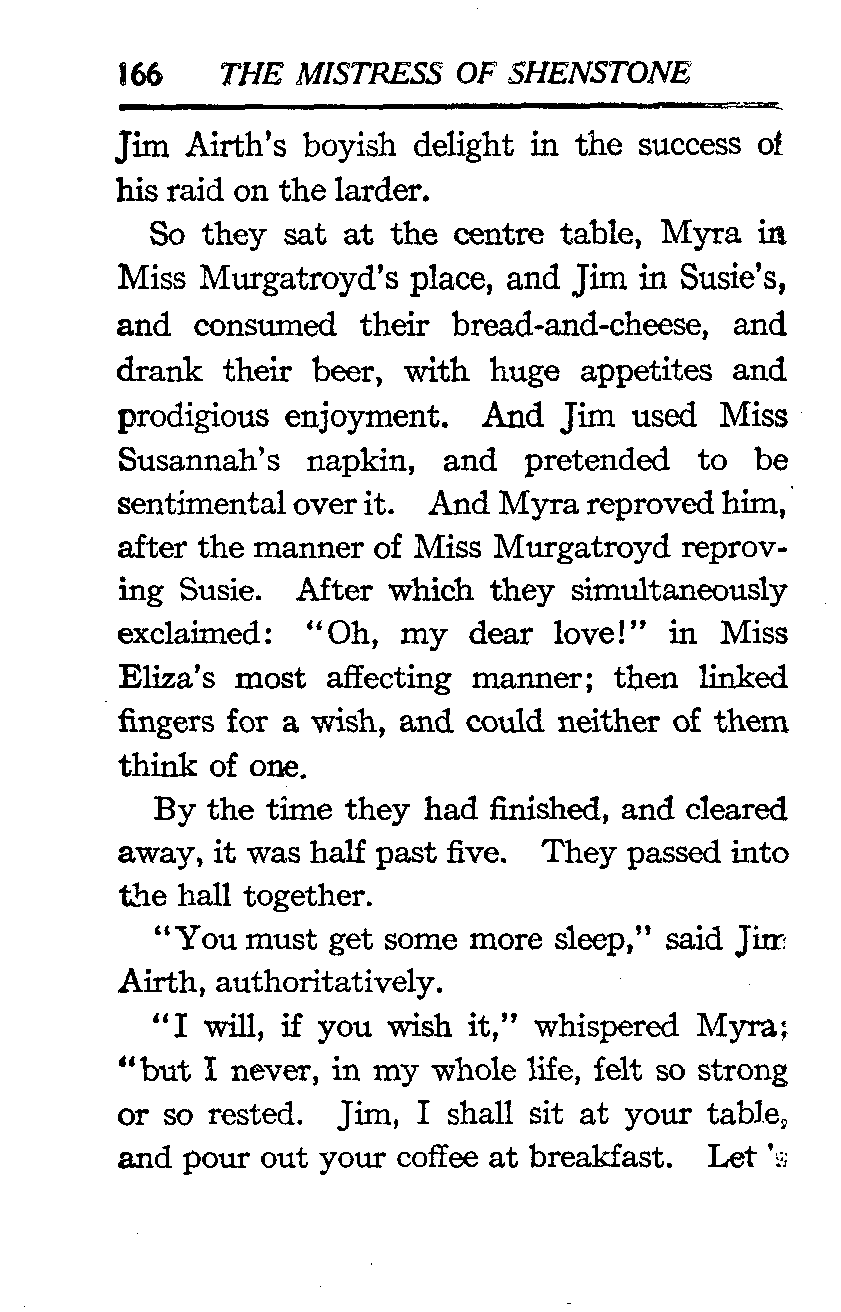 166 THE MISTRESS OF SHENSTONE
Jim Airth's boyish delight in the success of
his raid on the larder.
So they sat at the centre table, Myra in
Miss Murgatroyd's place, and Jim in Susie's,
and consumed their bread-and-cheese, and
drank their beer, with huge appetites and
prodigious enjoyment. And Jim used Miss
Susannah's napkin, and pretended to be
sentimental over it. And Myra reproved him,
after the manner of Miss Murgatroyd reprov-
ing Susie. After which they simultaneously
exclaimed: "Oh, my dear love!" in Miss
Eliza's most affecting manner; then linked
fingers for a wish, and could neither of them
think of one.
By the time they had finished, and cleared
away, it was half past five. They passed into
the hall together.
"You must get some more sleep," said Jim
Airth, authoritatively.
"I will, if you wish it," whispered Myra;
"but I never, in my whole life, felt so strong
or so rested. Jim, I shall sit at your table,
and pour out your coffee at breakfast. Let 's